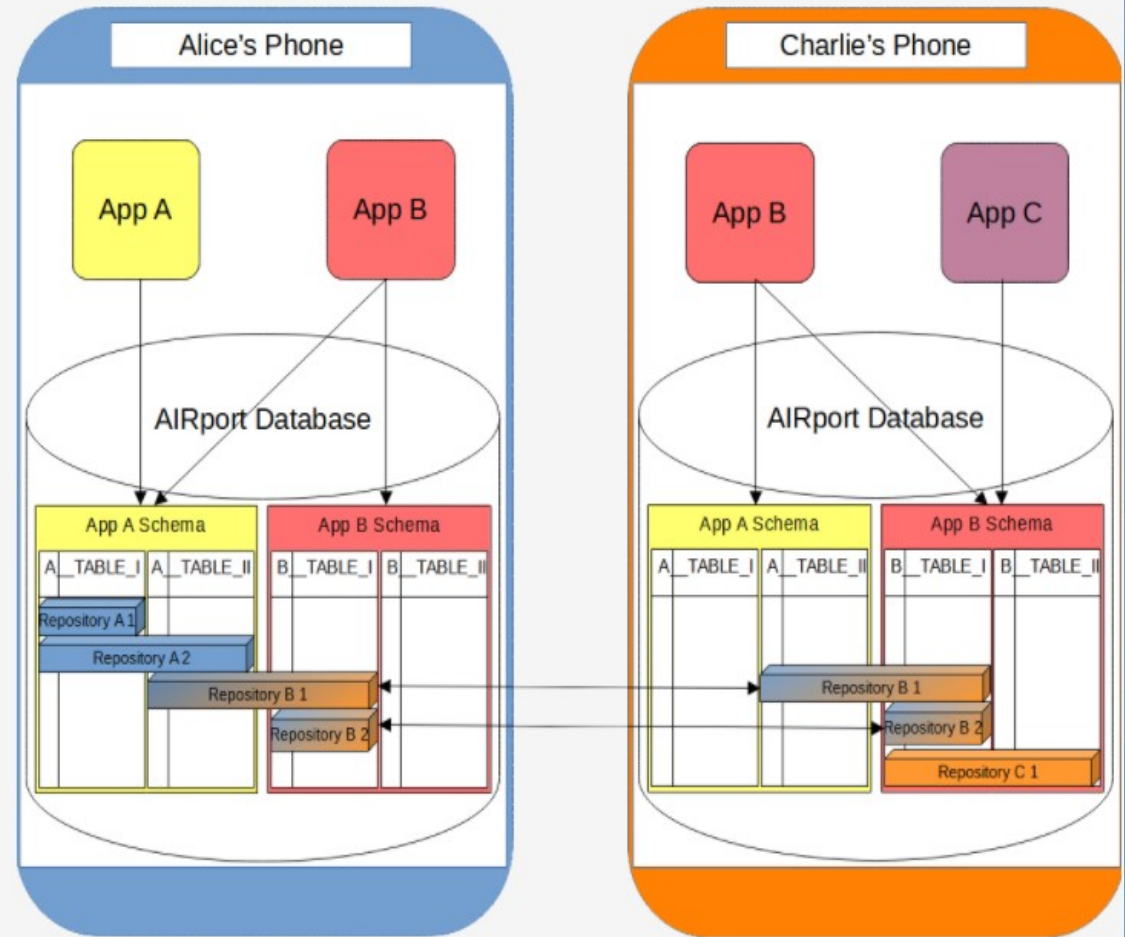 Alice's Phone
Charlie's Phone
App A
App B
App B
App C
AIRport Database
AIRport Database
App A Schema
App B Schema
App A Schema
App B Schema
A__TABLE_I
A__TABLE_II
B__TABLE_I
B__TABLE_II
A__TABLE_I
A__TABLE_II
B__TABLE_I
B__TABLE_II
Repository A 1
Repository A 2
Repository B 1
Repository B 1
Repository B 2
Repository B 2
Repository C 1